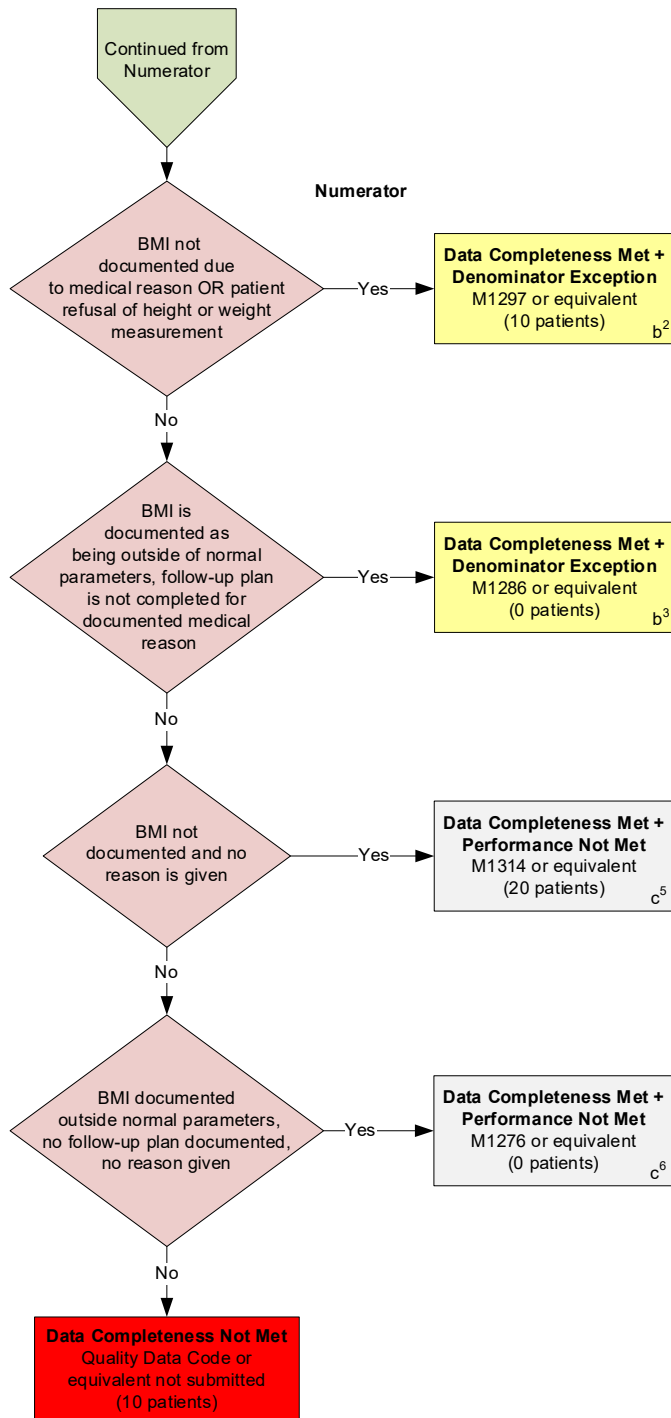 Continued from
Numerator
Numerator
BMI not
documented due
to medical reason OR patient
refusal of height or weight
measurement
Yes
Data Completeness Met +
Denominator Exception
M1297 or equivalent
(10 patients)
b²
No
BMI is
documented as
being outside of normal
parameters, follow-up plan
is not completed for
documented medical
reason
Yes
Data Completeness Met +
Denominator Exception
M1286 or equivalent
(0 patients)
b³
No
BMI not
documented and no
reason is given
Yes
Data Completeness Met +
Performance Not Met
M1314 or equivalent
(20 patients)
c⁵
No
BMI documented
outside normal parameters,
no follow-up plan documented,
no reason given
Yes
Data Completeness Met +
Performance Not Met
M1276 or equivalent
(0 patients)
c⁶
No
Data Completeness Not Met
Quality Data Code or
equivalent not submitted
(10 patients)